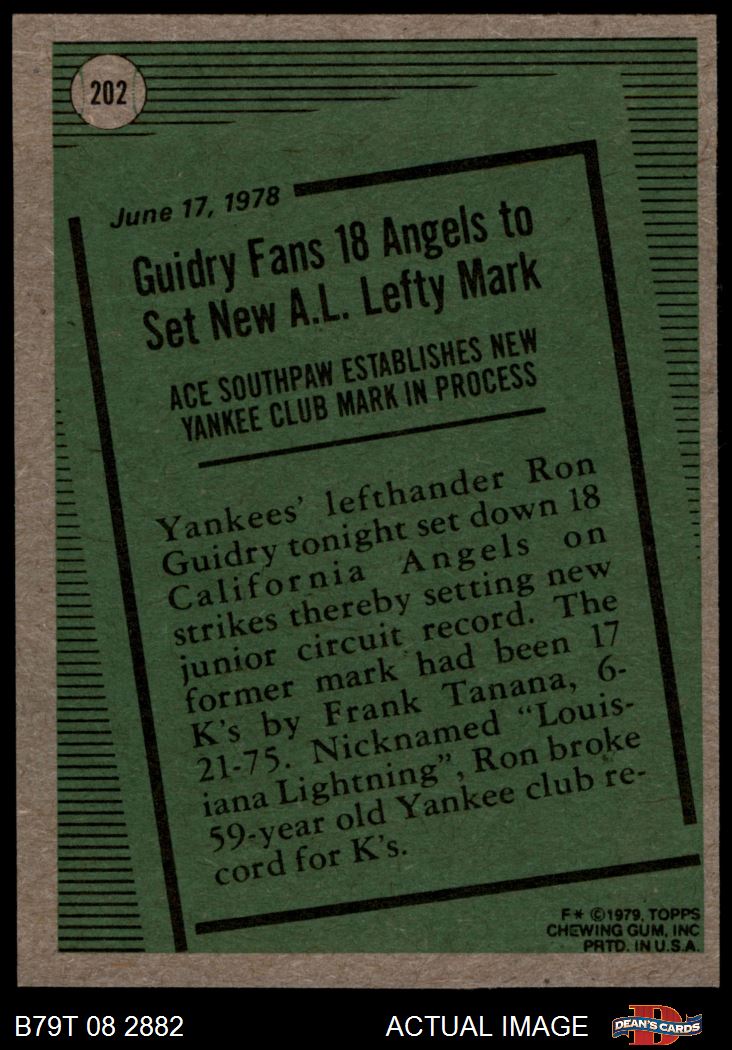 202
June 17, 1978
Guidry Fans 18 Angels to
Set New A.L. Lefty Mark
ACE SOUTHPAW ESTABLISHES NEW
YANKEE CLUB MARK IN PROCESS
Yankees' lefthander Ron
Guidry tonight set down 18
California Angels on
strikes thereby setting new
junior circuit record. The
former mark had been 17
K's by Frank Tanana, 6-
21-75. Nicknamed "Louis-
iana Lightning", Ron broke
59-year old Yankee club re-
cord for K's.
F* ©1979, TOPPS
CHEWING GUM, INC
PRTD. IN U.S.A.
B79T 08 2882
ACTUAL IMAGE
D
DEAN'S CARDS